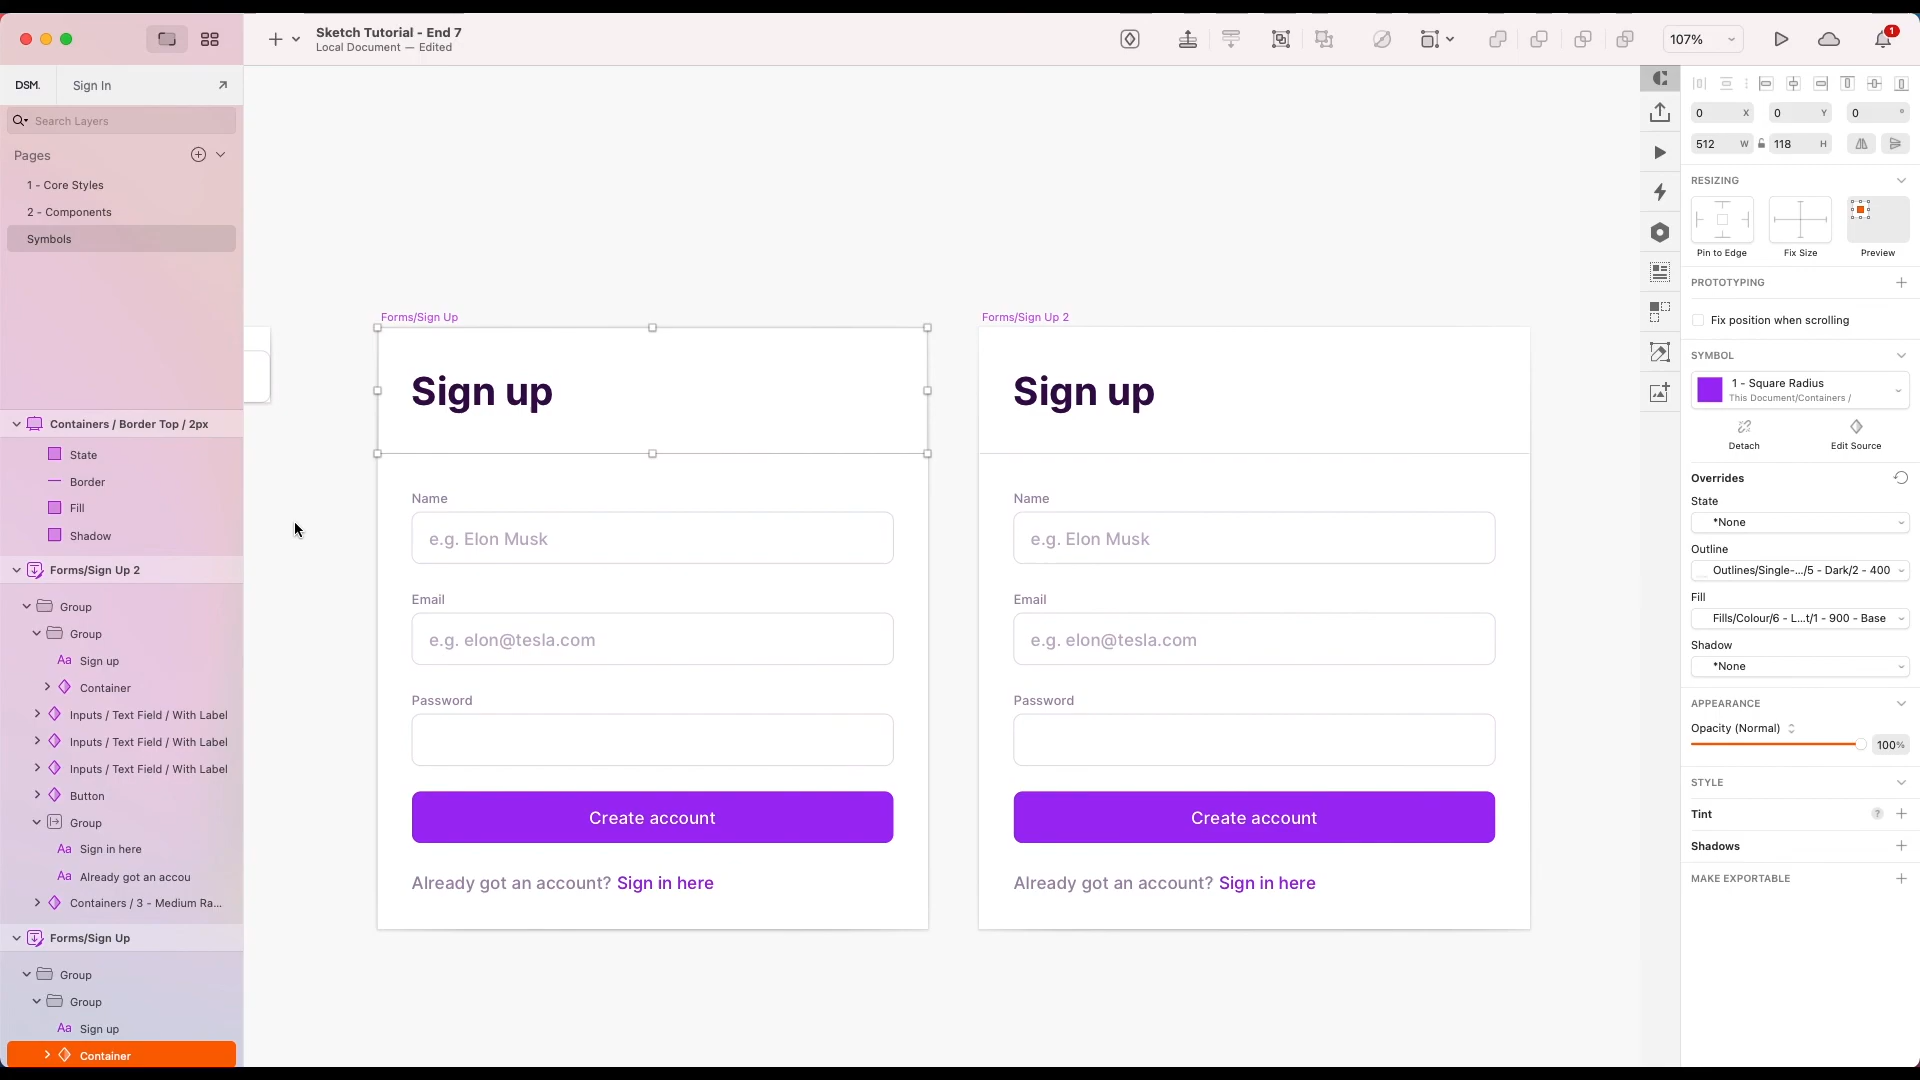 Sketch Tutorial - End 7
Local Document — Edited
107%
1
DSM.
Sign In
Search Layers
Pages
1 - Core Styles
2 - Components
Symbols
Containers / Border Top / 2px
State
Border
Fill
Shadow
Forms/Sign Up 2
Group
Group
Sign up
Container
Inputs / Text Field / With Label
Inputs / Text Field / With Label
Inputs / Text Field / With Label
Button
Group
Aa Sign in here
Aa Already got an accou
Containers / 3 - Medium Ra...
Forms/Sign Up
Group
Group
Aa Sign up
Container
Forms/Sign Up
Sign up
Name
e.g. Elon Musk
Email
e.g. elon@tesla.com
Password
Create account
Already got an account? Sign in here
Forms/Sign Up 2
Sign up
Name
e.g. Elon Musk
Email
e.g. elon@tesla.com
Password
Create account
Already got an account? Sign in here
0 X 0 Y 0 °
512 W 118 H
RESIZING
Pin to Edge Fix Size Preview
PROTOTYPING
Fix position when scrolling
SYMBOL
1 - Square Radius
This Document/Containers /
Detach Edit Source
Overrides
State
*None
Outline
Outlines/Single-.../5 - Dark/2 - 400
Fill
Fills/Colour/6 - L...t/1 - 900 - Base
Shadow
*None
APPEARANCE
Opacity (Normal)
100%
STYLE
Tint ?
Shadows
MAKE EXPORTABLE